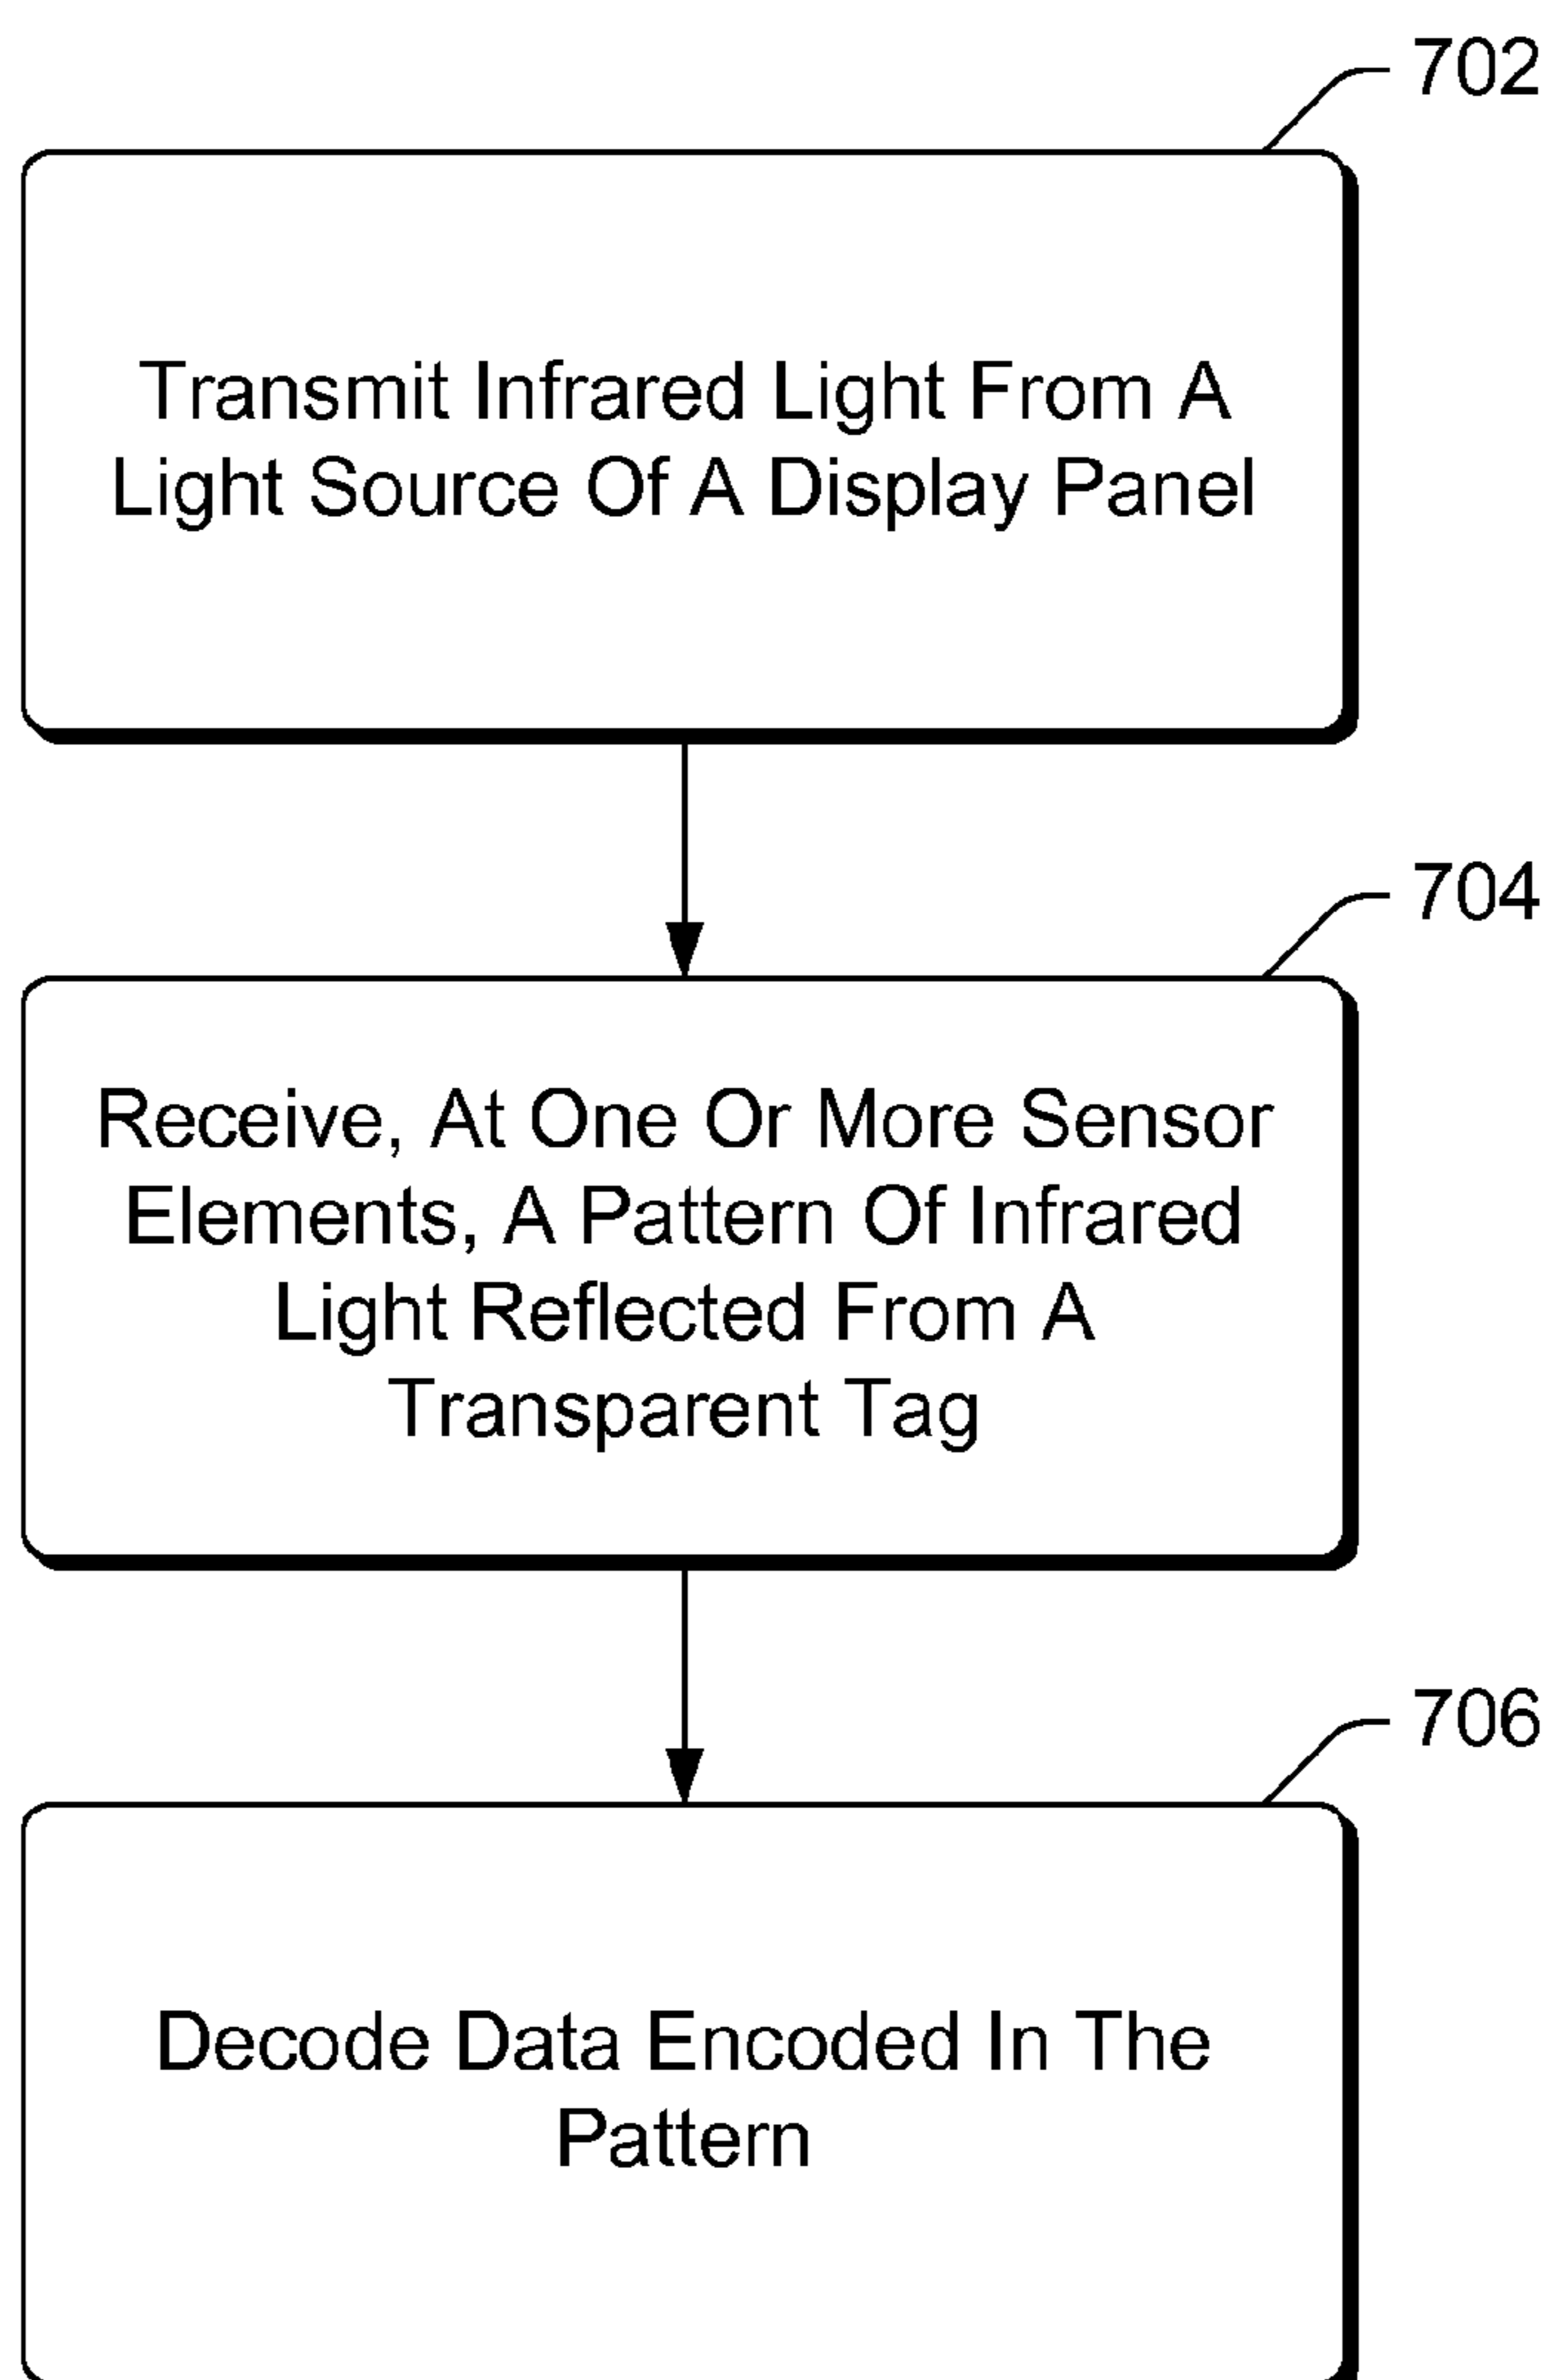 702
Transmit Infrared Light From A
Light Source Of A Display Panel
704
Receive, At One Or More Sensor
Elements, A Pattern Of Infrared
Light Reflected From A
Transparent Tag
706
Decode Data Encoded In The
Pattern